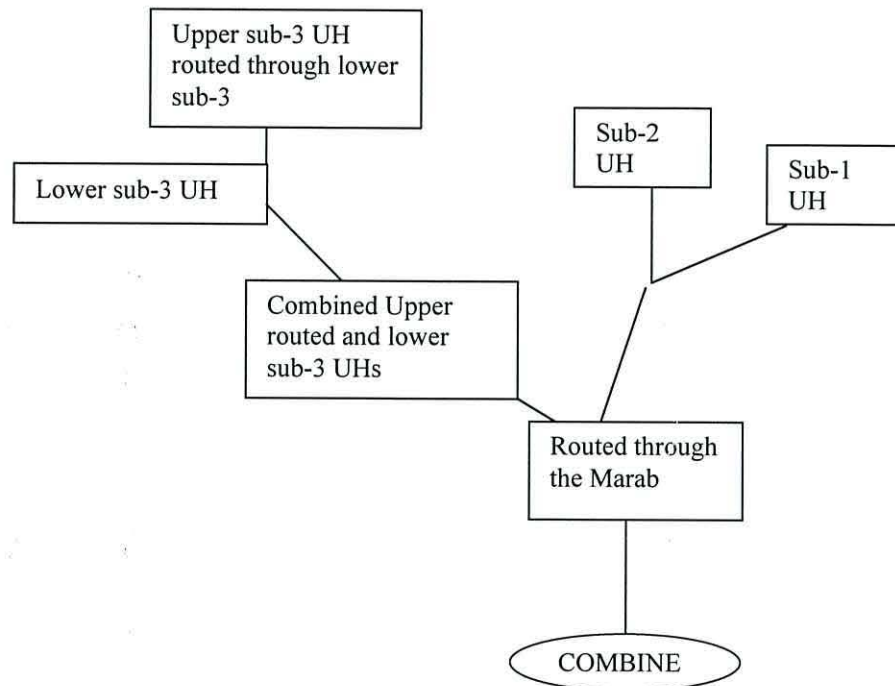 Upper sub-3 UH
routed through lower
sub-3
Sub-2
UH
Sub-1
UH
Lower sub-3 UH
Combined Upper
routed and lower
sub-3 UHs
Routed through
the Marab
COMBINE